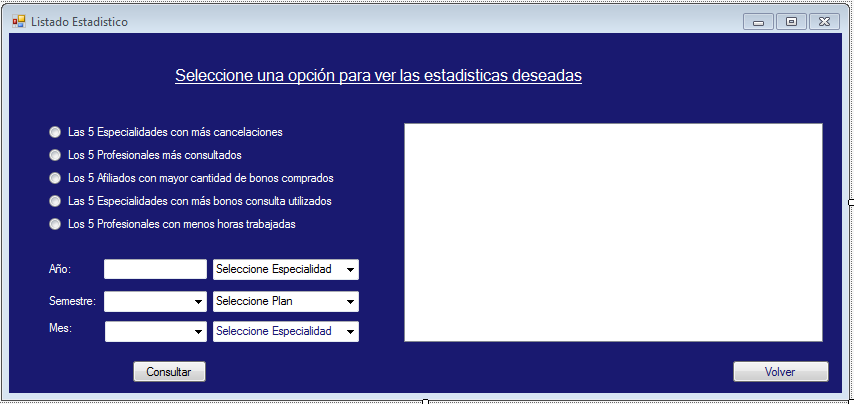 Listado Estadistico
Seleccione una opción para ver las estadisticas deseadas
Las 5 Especialidades con más cancelaciones
Los 5 Profesionales más consultados
Los 5 Afiliados con mayor cantidad de bonos comprados
Las 5 Especialidades con más bonos consulta utilizados
Los 5 Profesionales con menos horas trabajadas
Año: Seleccione Especialidad
Semestre: Seleccione Plan
Mes: Seleccione Especialidad
Consultar Volver